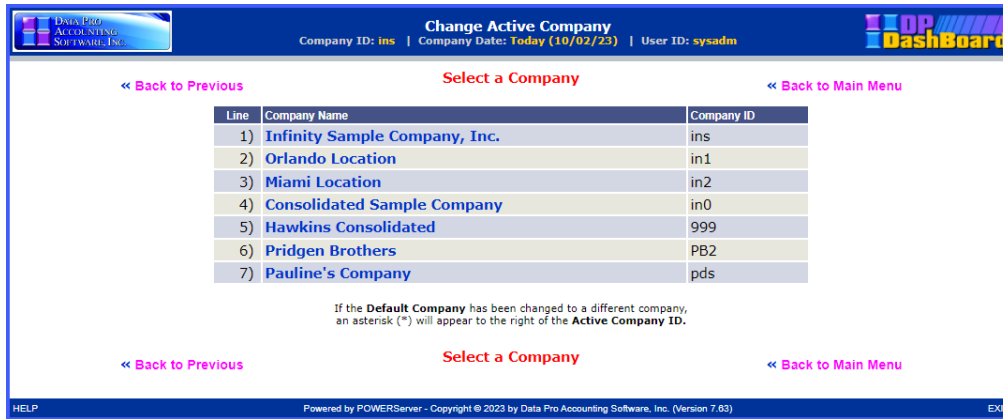 DATA PRO
ACCOUNTING
SOFTWARE, INC.
Change Active Company
Company ID: ins | Company Date: Today (10/02/23) | User ID: sysadm
DP
DashBoard
« Back to Previous
Select a Company
« Back to Main Menu
Line Company Name Company ID
1) Infinity Sample Company, Inc. ins
2) Orlando Location in1
3) Miami Location in2
4) Consolidated Sample Company in0
5) Hawkins Consolidated 999
6) Pridgen Brothers PB2
7) Pauline's Company pds
If the Default Company has been changed to a different company,
an asterisk (*) will appear to the right of the Active Company ID.
« Back to Previous
Select a Company
« Back to Main Menu
HELP
Powered by POWERServer - Copyright © 2023 by Data Pro Accounting Software, Inc. (Version 7.63)